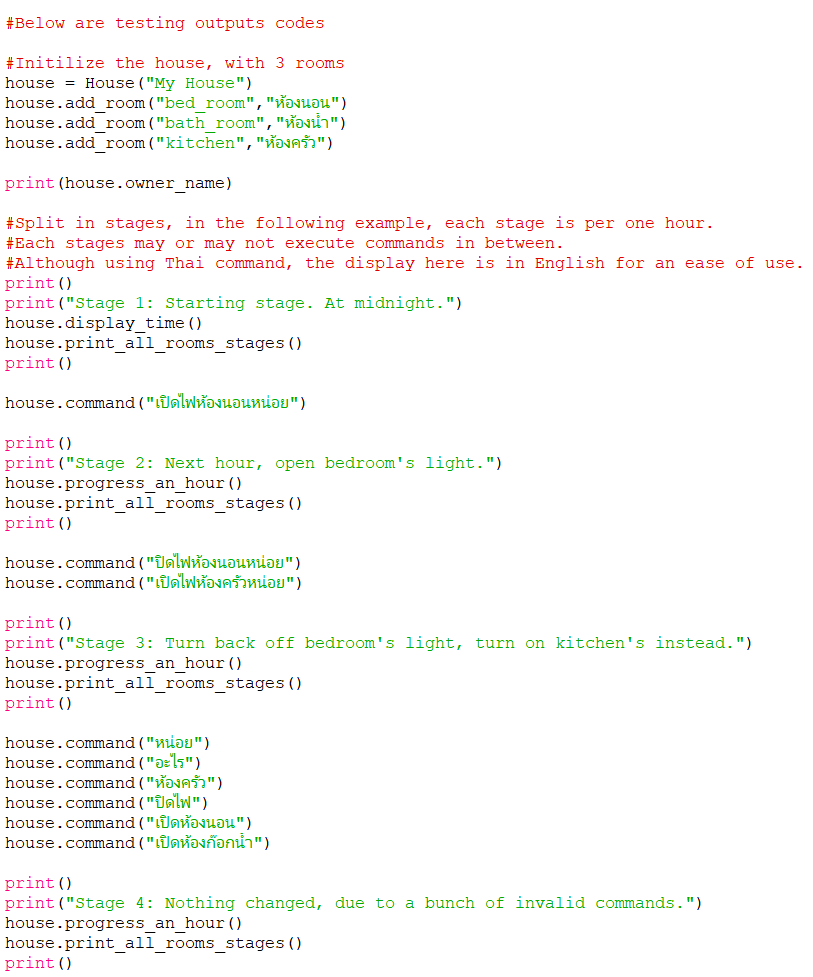 #Below are testing outputs codes
#Initilize the house, with 3 rooms
house = House("My House")
house.add_room("bed_room","ห้องนอน")
house.add_room("bath_room","ห้องน้ำ")
house.add_room("kitchen","ห้องครัว")
print(house.owner_name)
#Split in stages, in the following example, each stage is per one hour.
#Each stages may or may not execute commands in between.
#Although using Thai command, the display here is in English for an ease of use.
print()
print("Stage 1: Starting stage. At midnight.")
house.display_time()
house.print_all_rooms_stages()
print()
house.command("เปิดไฟห้องนอนหน่อย")
print()
print("Stage 2: Next hour, open bedroom's light.")
house.progress_an_hour()
house.print_all_rooms_stages()
print()
house.command("ปิดไฟห้องนอนหน่อย")
house.command("เปิดไฟห้องครัวหน่อย")
print()
print("Stage 3: Turn back off bedroom's light, turn on kitchen's instead.")
house.progress_an_hour()
house.print_all_rooms_stages()
print()
house.command("หน่อย")
house.command("อะไร")
house.command("ห้องครัว")
house.command("ปิดไฟ")
house.command("เปิดห้องนอน")
house.command("เปิดห้องก๊อกน้ำ")
print()
print("Stage 4: Nothing changed, due to a bunch of invalid commands.")
house.progress_an_hour()
house.print_all_rooms_stages()
print()